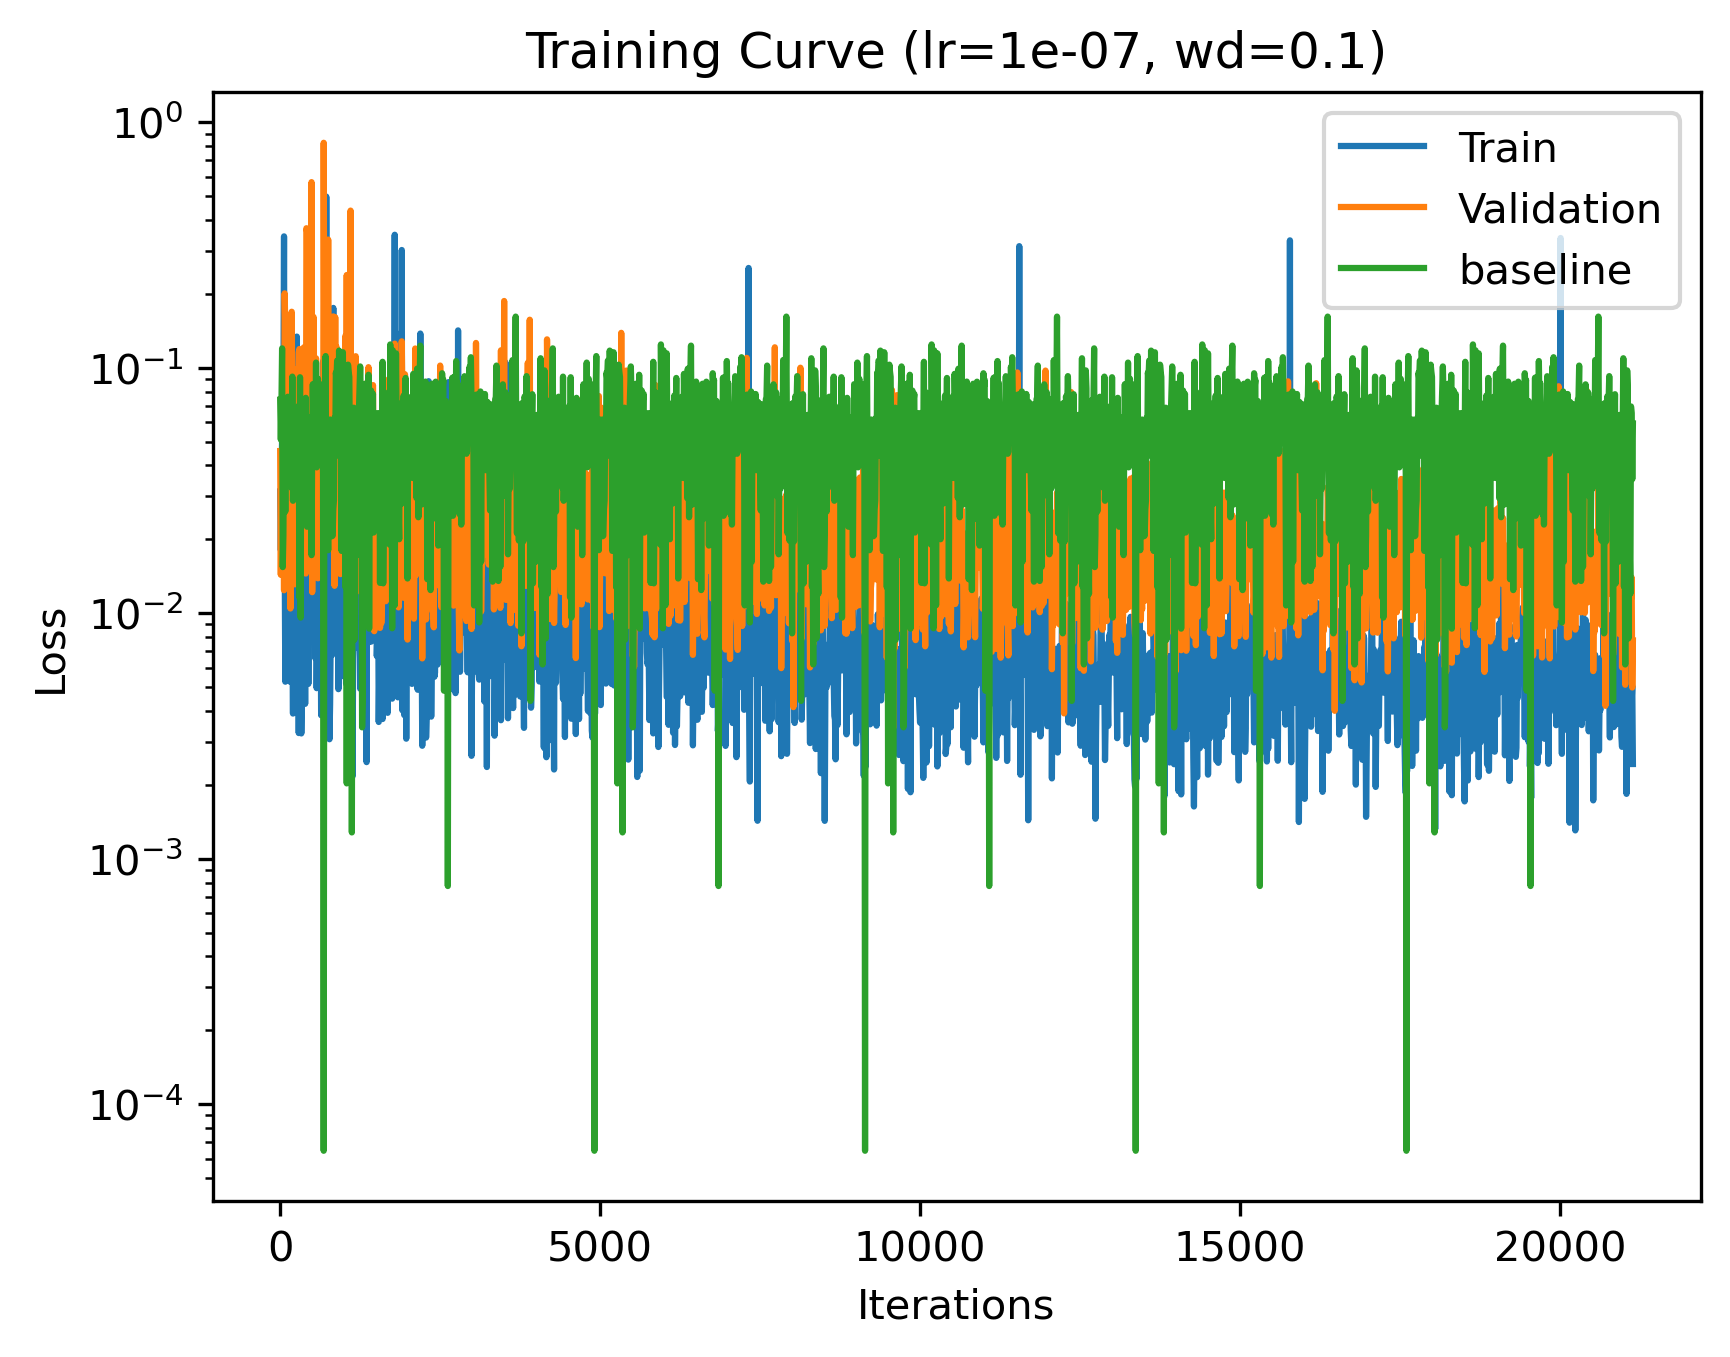 Training Curve (lr=1e-07, wd=0.1)
10⁰
10⁻¹
10⁻²
10⁻³
10⁻⁴
Loss
Train
Validation
baseline
0 5000 10000 15000 20000
Iterations